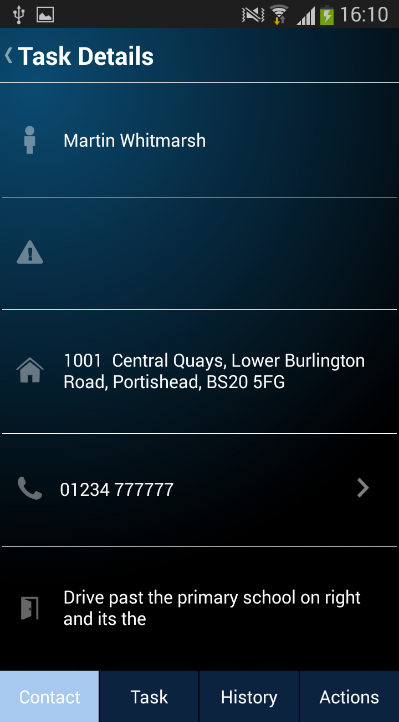 16:10
Task Details
Martin Whitmarsh
1001  Central Quays, Lower Burlington
Road, Portishead, BS20 5FG
01234 777777
Drive past the primary school on right
and its the
Contact
Task
History
Actions